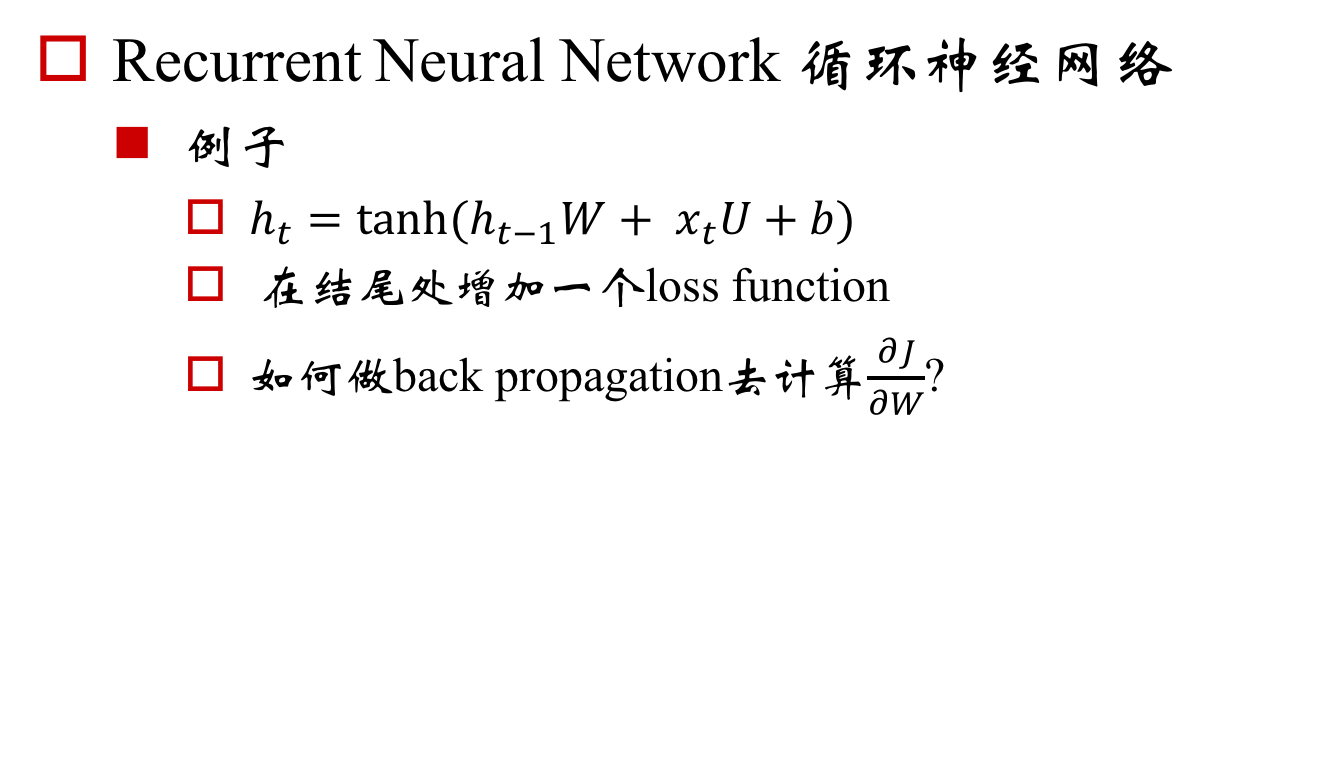 Recurrent Neural Network 循环神经网络
例子
h_t = tanh(h_{t−1}W + x_tU + b)
在结尾处增加一个loss function
如何做back propagation去计算∂J/∂W?